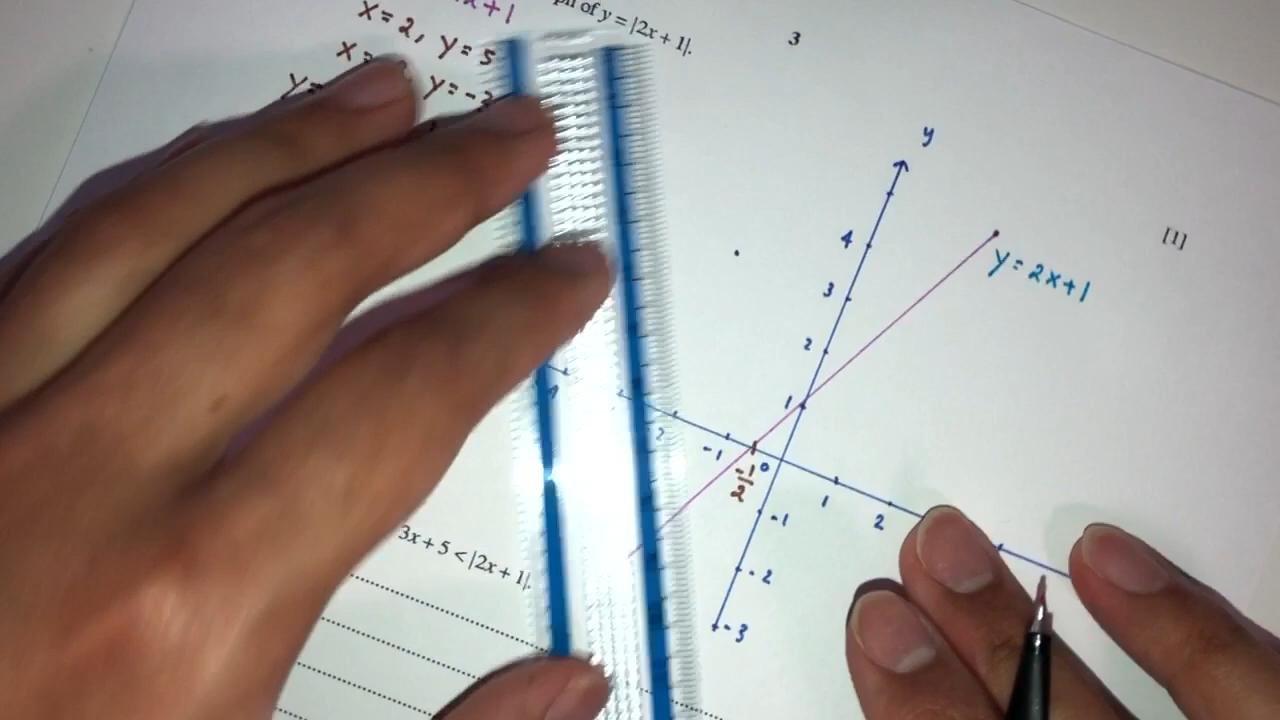 x+1
ph of y = |2x + 1|.
3
x=2, y=5
x=
y= y=-3
y
4
[1]
y=2x+1
3
2
1
2
-1
0
-1/2
1
2
-1
-2
-3
3x + 5 < |2x + 1|.